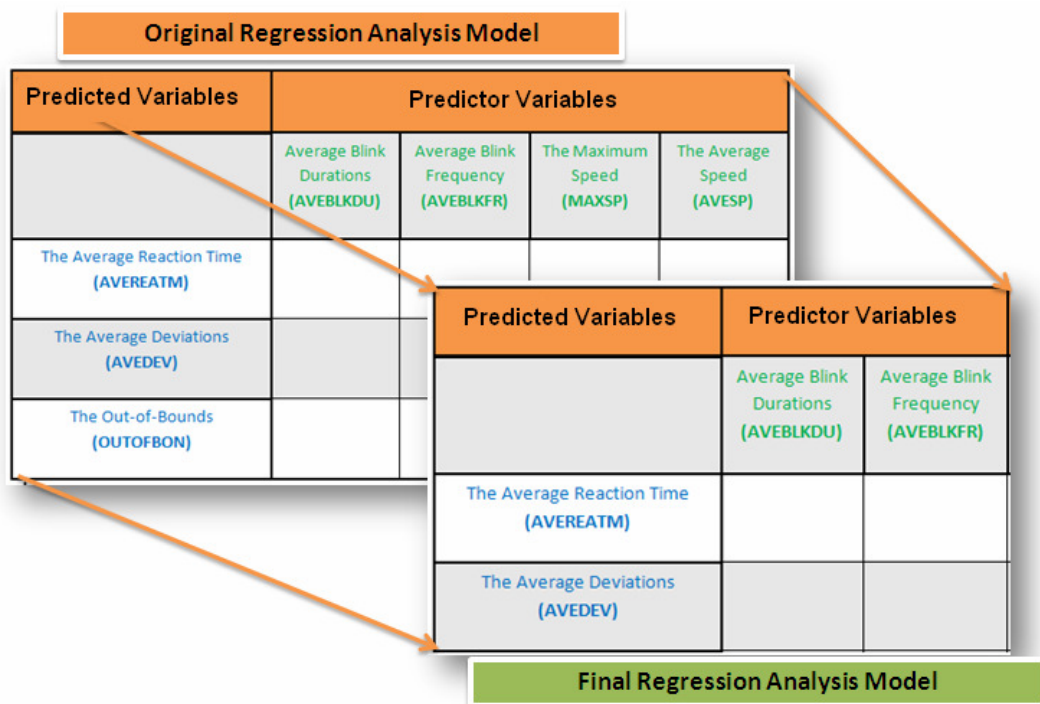 Original Regression Analysis Model
Predicted Variables
Predictor Variables
Average Blink
Durations
(AVEBLKDU)
Average Blink
Frequency
(AVEBLKFR)
The Maximum
Speed
(MAXSP)
The Average
Speed
(AVESP)
The Average Reaction Time
(AVEREATM)
The Average Deviations
(AVEDEV)
The Out-of-Bounds
(OUTOFBON)
Predicted Variables
Predictor Variables
Average Blink
Durations
(AVEBLKDU)
Average Blink
Frequency
(AVEBLKFR)
The Average Reaction Time
(AVEREATM)
The Average Deviations
(AVEDEV)
Final Regression Analysis Model